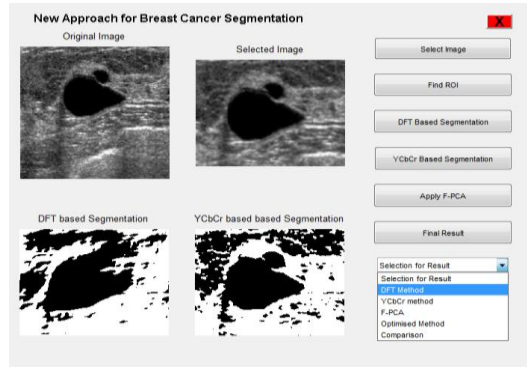 New Approach for Breast Cancer Segmentation
X
Original Image
Selected Image
DFT based Segmentation
YCbCr based based Segmentation
Select Image
Find ROI
DFT Based Segmentation
YCbCr Based Segmentation
Apply F-PCA
Final Result
Selection for Result
Selection for Result
DFT Method
YCbCr method
F-PCA
Optimised Method
Comparison